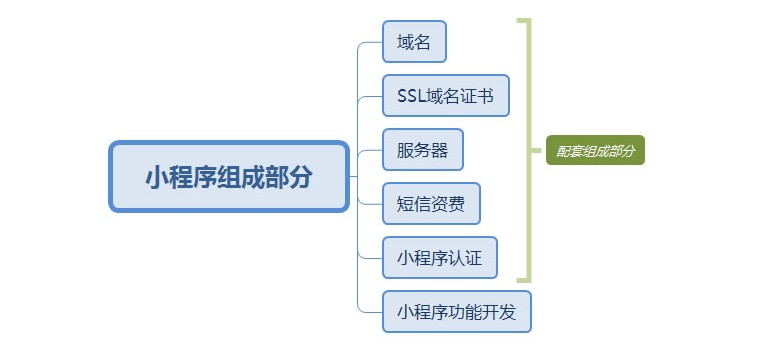 小程序组成部分
域名
SSL域名证书
服务器
短信资费
小程序认证
小程序功能开发
配套组成部分